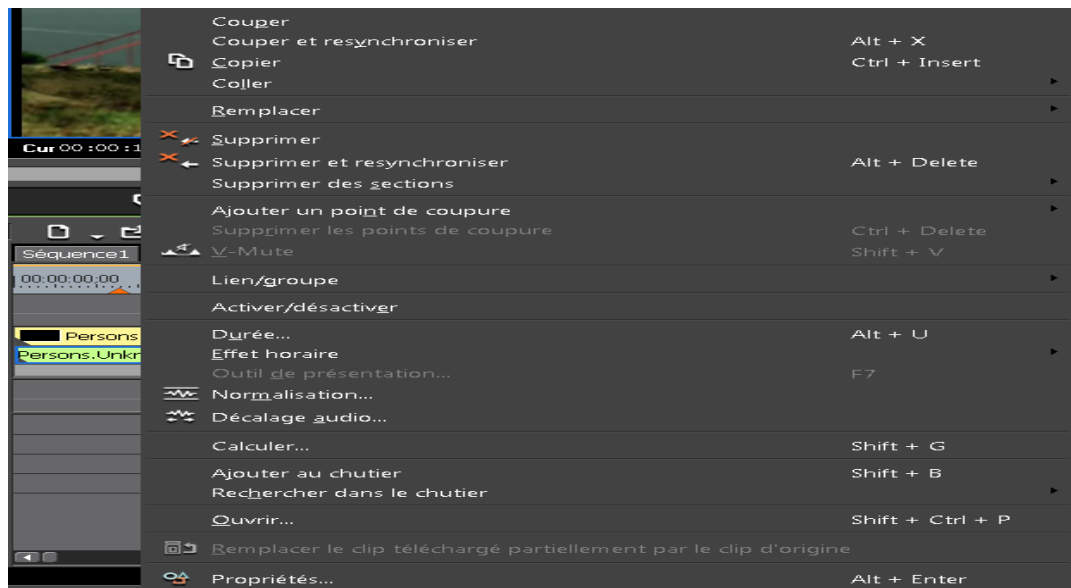 Couper
Couper et resynchroniser Alt + X
Copier Ctrl + Insert
Coller
Remplacer
Cur 00:00:1
Supprimer
Supprimer et resynchroniser Alt + Delete
Supprimer des sections
Ajouter un point de coupure
Supprimer les points de coupure Ctrl + Delete
Séquence1
V-Mute Shift + V
00:00:00;00
Lien/groupe
Activer/désactiver
Persons
Durée... Alt + U
Persons.Unkr
Effet horaire
Outil de présentation... F7
Normalisation...
Décalage audio...
Calculer... Shift + G
Ajouter au chutier Shift + B
Rechercher dans le chutier
Ouvrir... Shift + Ctrl + P
Remplacer le clip téléchargé partiellement par le clip d'origine
Propriétés... Alt + Enter